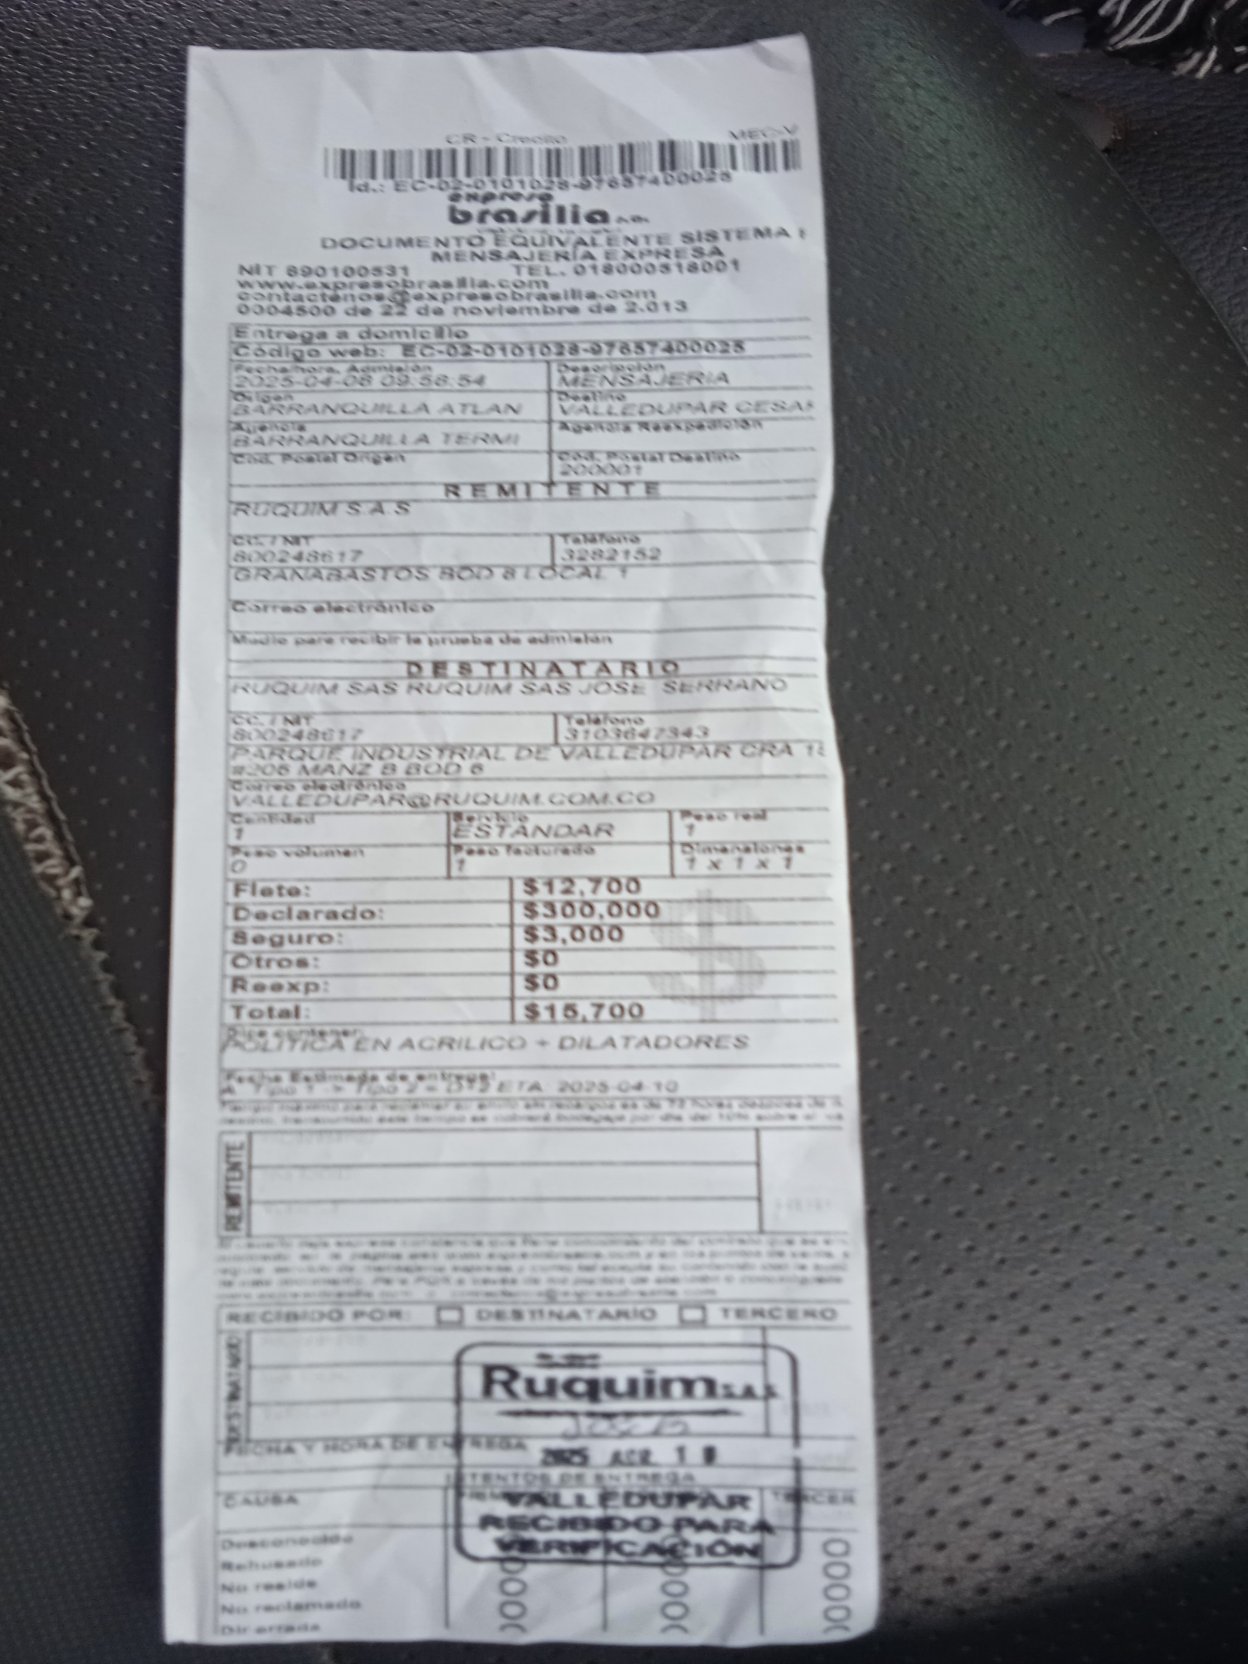 CR - Credito MEC-V
Id.: EC-02-0101028-97657400025
expreso
brasilia S.A.
DOCUMENTO EQUIVALENTE SISTEMA
MENSAJERÍA EXPRESA
NIT 890100531 TEL. 018000518001
www.expresobrasilia.com
contactenos@expresobrasilia.com
0004500 de 22 de noviembre de 2.013
Entrega a domicilio
Código web: EC-02-0101028-97657400025
Fecha/hora. Admisión Descripción
2025-04-08 09:58:54 MENSAJERIA
Origen Destino
BARRANQUILLA ATLAN VALLEDUPAR CESAR
Agencia Agencia Reexpedición
BARRANQUILLA TERMI
Cód. Postal Origen Cód. Postal Destino
200001
REMITENTE
RUQUIM S.A.S
CC. / NIT Teléfono
800248617 3282152
GRANABASTOS BOD 8 LOCAL 1
Correo electrónico
Medio para recibir la prueba de admisión
DESTINATARIO
RUQUIM SAS RUQUIM SAS JOSE SERRANO
CC. / NIT Teléfono
800248617 3103647343
PARQUE INDUSTRIAL DE VALLEDUPAR CRA
#206 MANZ B BOD 6
Correo electrónico
VALLEDUPAR@RUQUIM.COM.CO
Cantidad Servicio Peso real
1 ESTANDAR 1
Peso volumen Peso facturado Dimensiones
0 1 1 x 1 x 1
Flete: $12,700
Declarado: $300,000
Seguro: $3,000
Otros: $0
Reexp: $0
Total: $15,700
$
Dice contener:
POLITICA EN ACRILICO + DILATADORES
Fecha Estimada de entrega:
A. Tipo 1 -> Tipo 2 = DT2 ETA: 2025-04-10
REMITENTE
RECIBIDO POR: DESTINATARIO TERCERO
DESTINATARIO
Ruquim S.A.S
FECHA Y HORA DE ENTREGA 2025 ABR. 10
INTENTOS DE ENTREGA
CAUSA TERCER
VALLEDUPAR
RECIBIDO PARA
VERIFICACIÓN
Desconocido
Rehusado
No reside
No reclamado
Dir errada